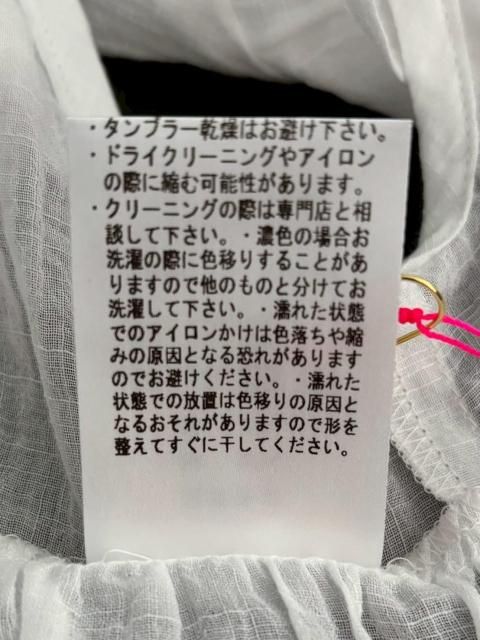 ・タンブラー乾燥はお避け下さい。
・ドライクリーニングやアイロン
の際に縮む可能性があります。
・クリーニングの際は専門店と相
談して下さい。・濃色の場合お
洗濯の際に色移りすることがあ
りますので他のものと分けてお
洗濯して下さい。・濡れた状態
でのアイロンかけは色落ちや縮
みの原因となる恐れがあります
のでお避けください。・濡れた
状態での放置は色移りの原因と
なるおそれがありますので形を
整えてすぐに干してください。